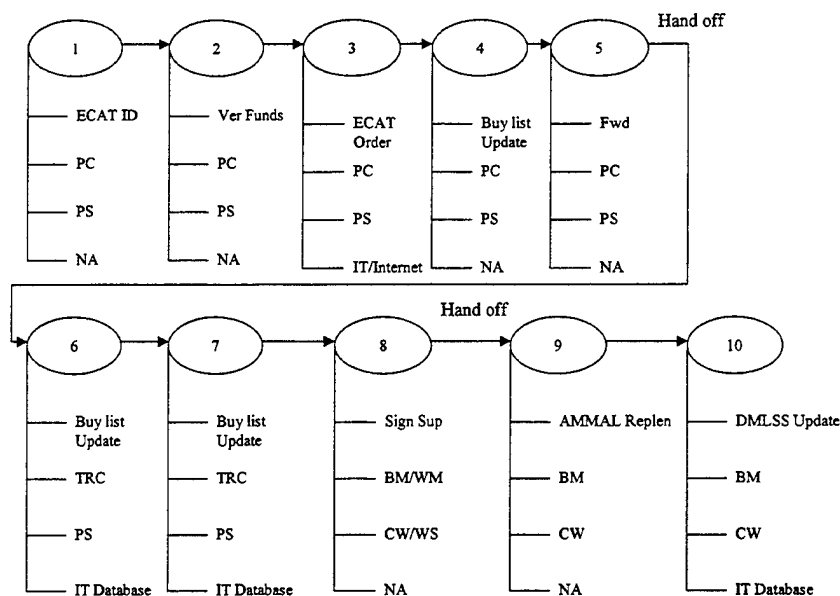 Hand off
1
2
3
4
5
ECAT ID
Ver Funds
ECAT
Order
Buy list
Update
Fwd
PC
PC
PC
PC
PC
PS
PS
PS
PS
PS
NA
NA
IT/Internet
NA
NA
Hand off
6
7
8
9
10
Buy list
Update
Buy list
Update
Sign Sup
AMMAL Replen
DMLSS Update
TRC
TRC
BM/WM
BM
BM
PS
PS
CW/WS
CW
CW
IT Database
IT Database
NA
NA
IT Database